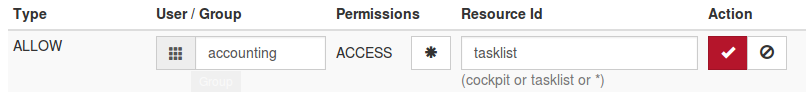 Type User / Group Permissions Resource Id Action
ALLOW accounting ACCESS tasklist
(cockpit or tasklist or *)
Group